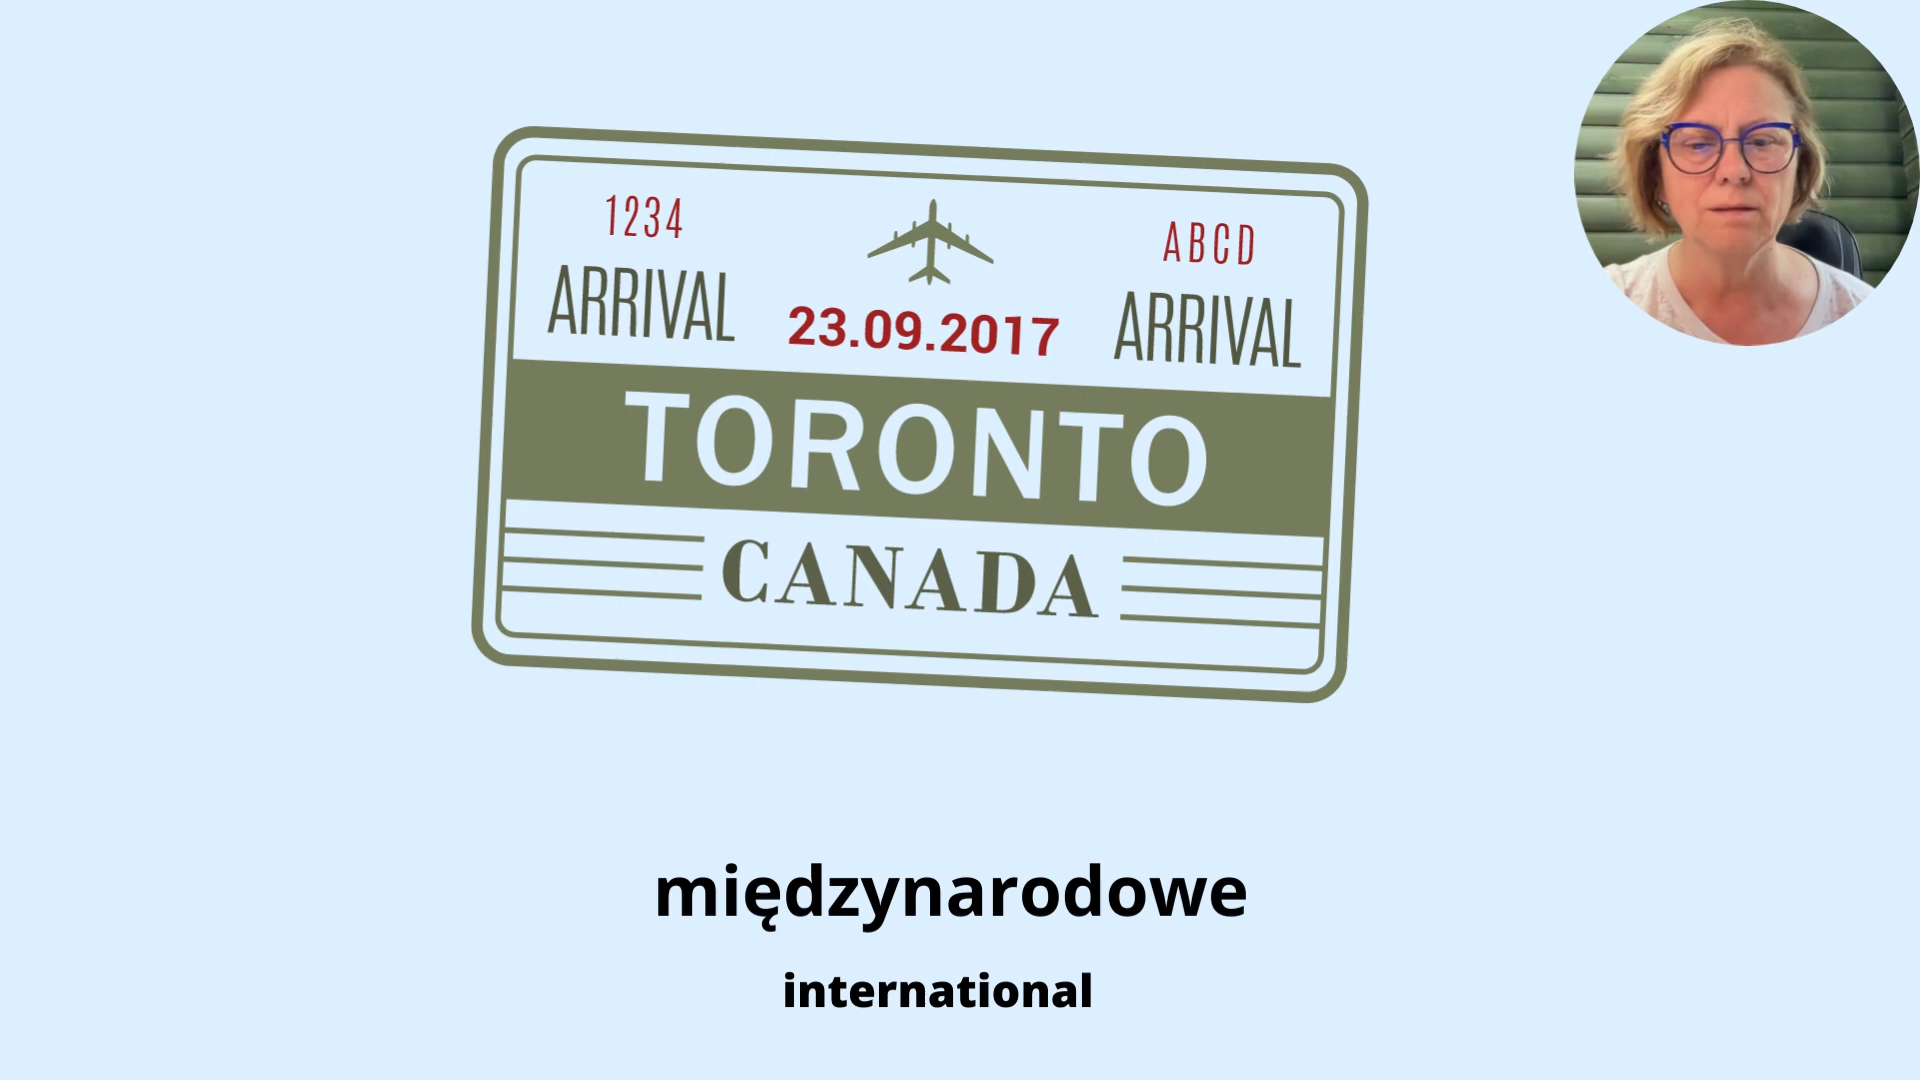 1234
ABCD
ARRIVAL
23.09.2017
ARRIVAL
TORONTO
CANADA
międzynarodowe
international